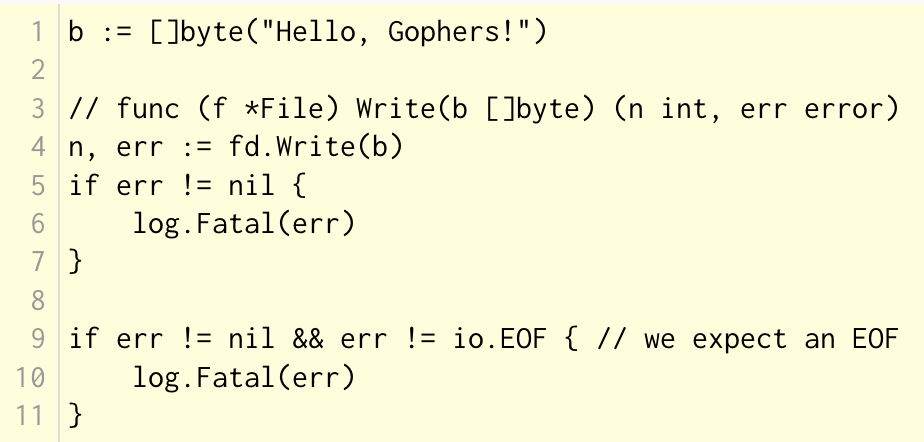 1 b := []byte("Hello, Gophers!")
2
3 // func (f *File) Write(b []byte) (n int, err error)
4 n, err := fd.Write(b)
5 if err != nil {
6     log.Fatal(err)
7 }
8
9 if err != nil && err != io.EOF { // we expect an EOF
10     log.Fatal(err)
11 }